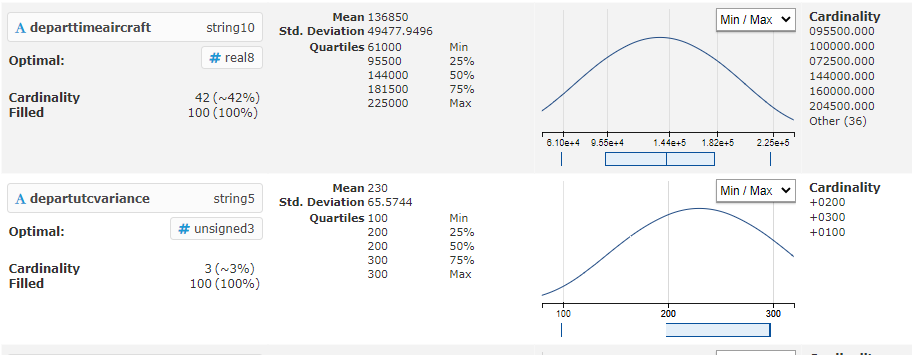 A departtimeaircraft string10
Optimal: # real8
Cardinality 42 (~42%)
Filled 100 (100%)
Mean 136850
Std. Deviation 49477.9496
Quartiles 61000 Min
95500 25%
144000 50%
181500 75%
225000 Max
Min / Max
6.10e+4 9.55e+4 1.44e+5 1.82e+5 2.25e+5
Cardinality
095500.000
100000.000
072500.000
144000.000
160000.000
204500.000
Other (36)
A departutcvariance string5
Optimal: # unsigned3
Cardinality 3 (~3%)
Filled 100 (100%)
Mean 230
Std. Deviation 65.5744
Quartiles 100 Min
200 25%
200 50%
300 75%
300 Max
Min / Max
100 200 300
Cardinality
+0200
+0300
+0100